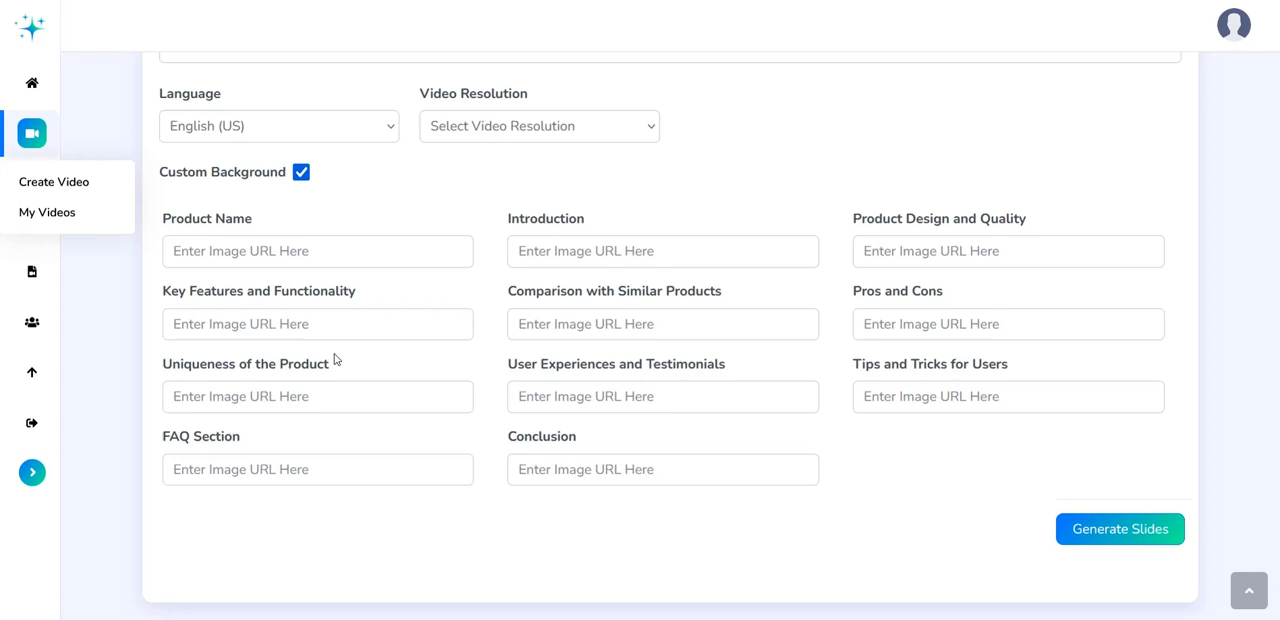 Language Video Resolution
English (US) Select Video Resolution
Custom Background
Create Video
My Videos
Product Name Introduction Product Design and Quality
Enter Image URL Here Enter Image URL Here Enter Image URL Here
Key Features and Functionality Comparison with Similar Products Pros and Cons
Enter Image URL Here Enter Image URL Here Enter Image URL Here
Uniqueness of the Product User Experiences and Testimonials Tips and Tricks for Users
Enter Image URL Here Enter Image URL Here Enter Image URL Here
FAQ Section Conclusion
Enter Image URL Here Enter Image URL Here
Generate Slides